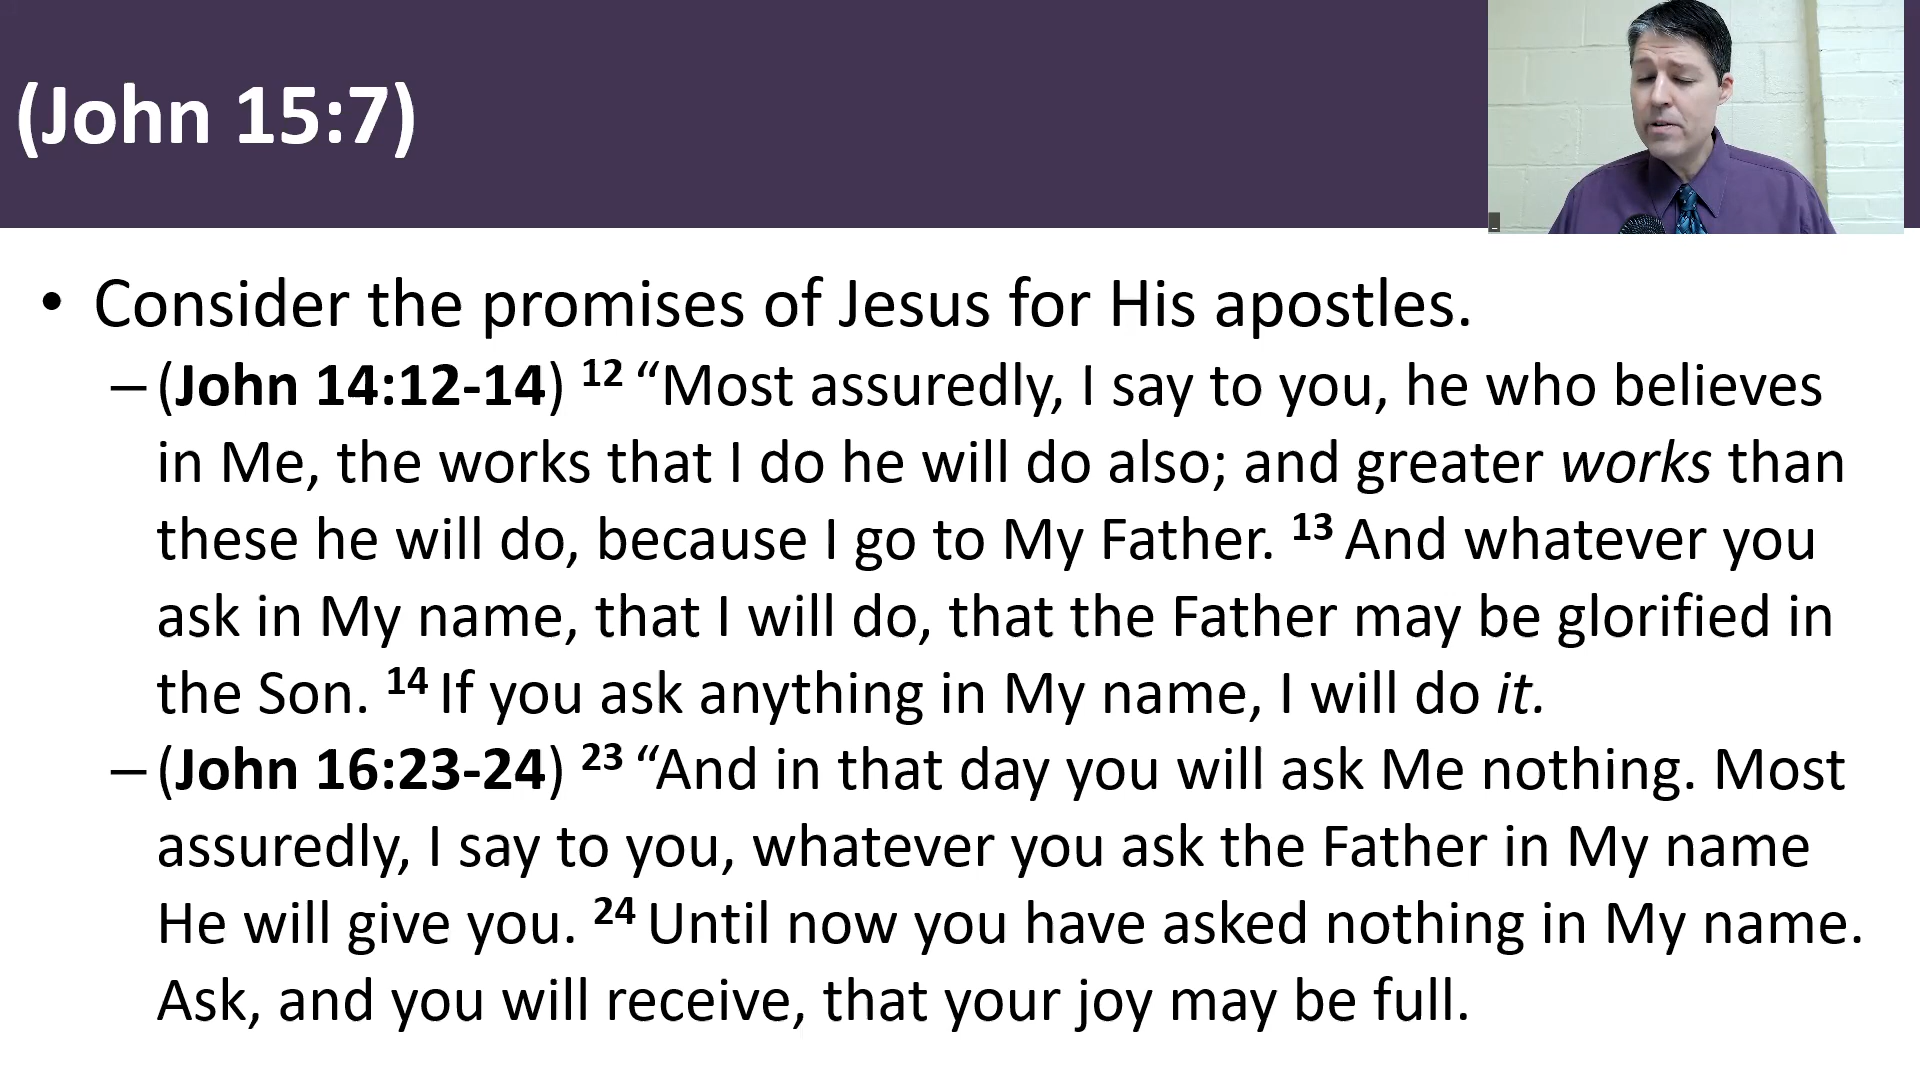 (John 15:7)
• Consider the promises of Jesus for His apostles.
– (John 14:12-14) 12 “Most assuredly, I say to you, he who believes
in Me, the works that I do he will do also; and greater works than
these he will do, because I go to My Father. 13 And whatever you
ask in My name, that I will do, that the Father may be glorified in
the Son. 14 If you ask anything in My name, I will do it.
– (John 16:23-24) 23 “And in that day you will ask Me nothing. Most
assuredly, I say to you, whatever you ask the Father in My name
He will give you. 24 Until now you have asked nothing in My name.
Ask, and you will receive, that your joy may be full.